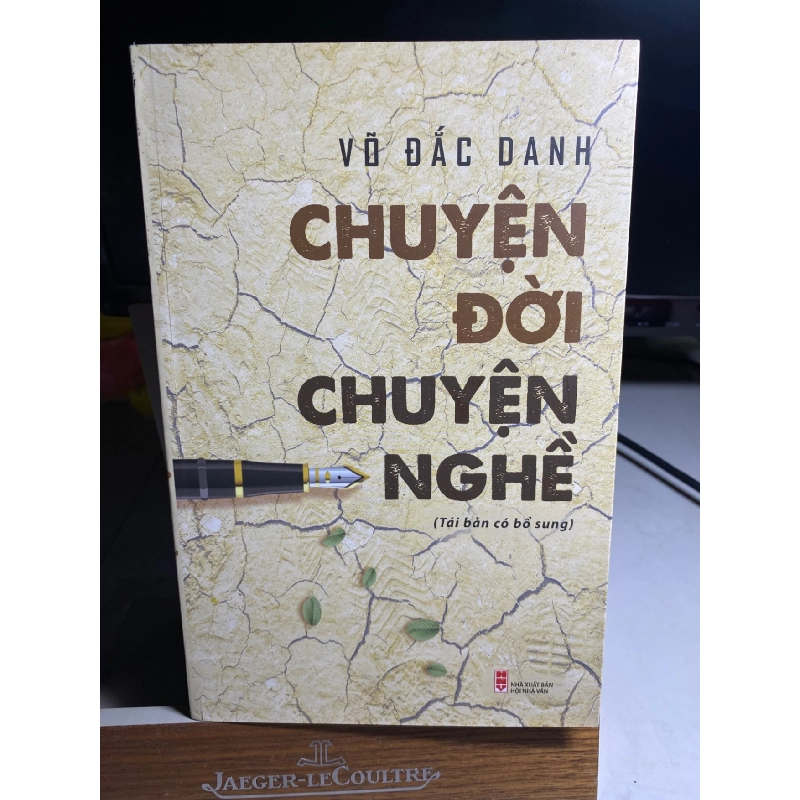 VÕ ĐẮC DANH
CHUYỆN
ĐỜI
CHUYỆN
NGHỀ
(Tái bản có bổ sung)
NHÀ XUẤT BẢN
HỘI NHÀ VĂN
JAEGER-LECOULTRE